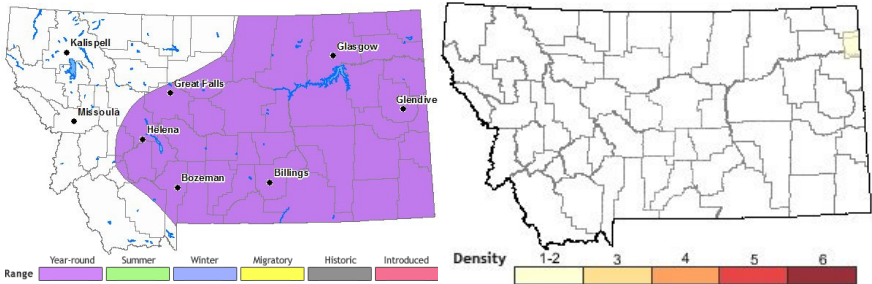 Kalispell
Glasgow
Great Falls
Glendive
Missoula
Helena
Bozeman
Billings
Year-round Summer Winter Migratory Historic Introduced
Range
Density 1-2 3 4 5 6